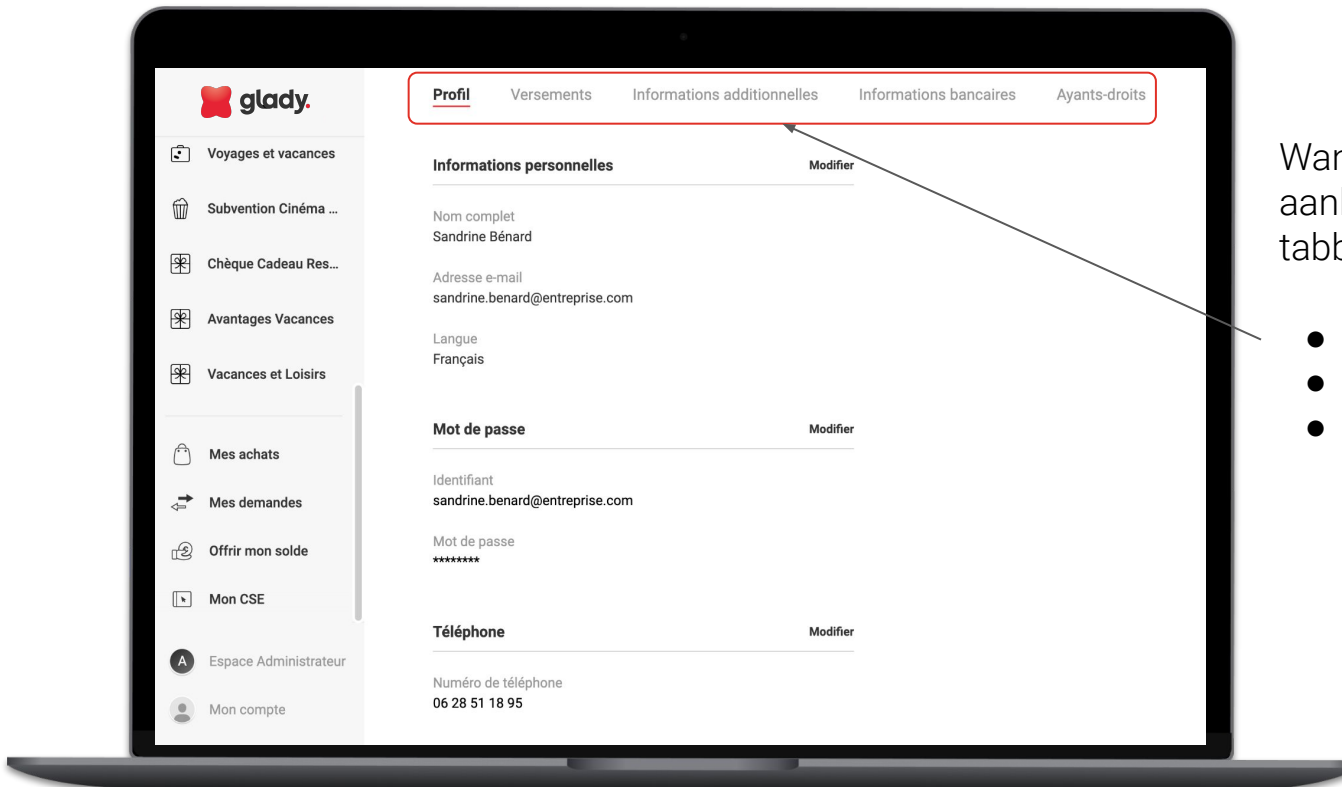 glady.
Voyages et vacances
Subvention Cinéma ...
Chèque Cadeau Res...
Avantages Vacances
Vacances et Loisirs
Mes achats
Mes demandes
Offrir mon solde
Mon CSE
A Espace Administrateur
Mon compte
Profil Versements Informations additionnelles Informations bancaires Ayants-droits
Informations personnelles Modifier
Nom complet
Sandrine Bénard
Adresse e-mail
sandrine.benard@entreprise.com
Langue
Français
Mot de passe Modifier
Identifiant
sandrine.benard@entreprise.com
Mot de passe
********
Téléphone Modifier
Numéro de téléphone
06 28 51 18 95